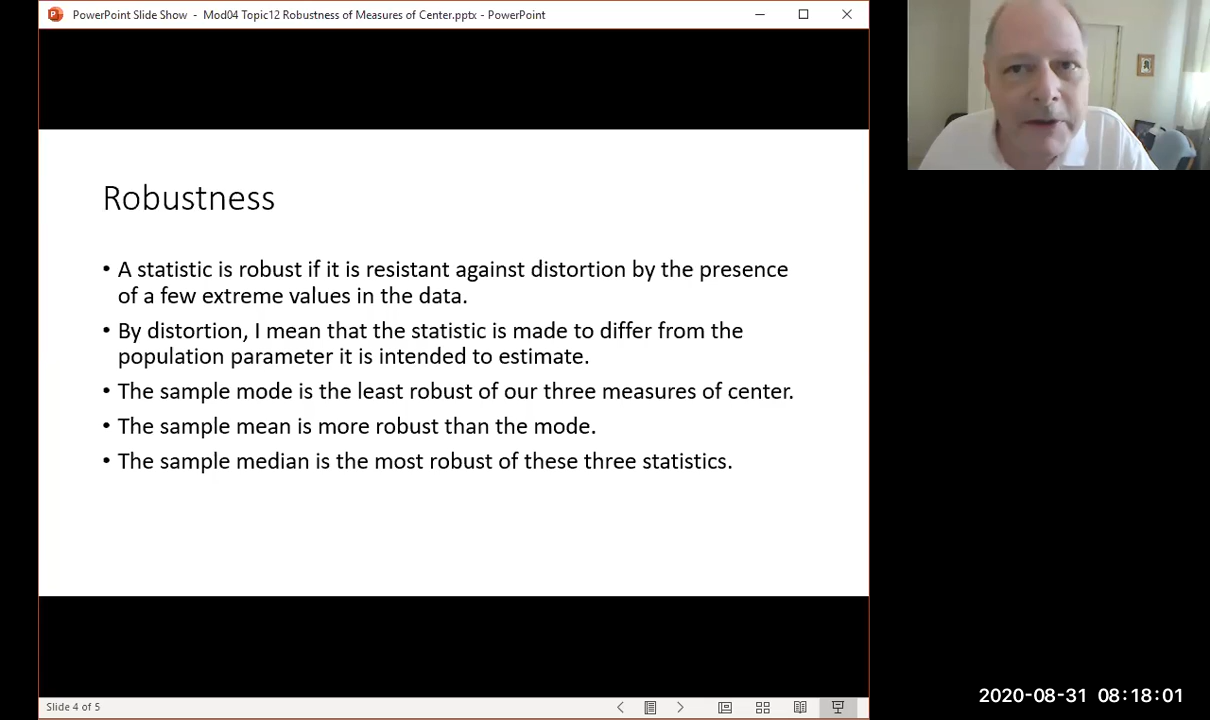 PowerPoint Slide Show - Mod04 Topic12 Robustness of Measures of Center.pptx - PowerPoint
Robustness
• A statistic is robust if it is resistant against distortion by the presence
of a few extreme values in the data.
• By distortion, I mean that the statistic is made to differ from the
population parameter it is intended to estimate.
• The sample mode is the least robust of our three measures of center.
• The sample mean is more robust than the mode.
• The sample median is the most robust of these three statistics.
Slide 4 of 5
2020-08-31 08:18:01